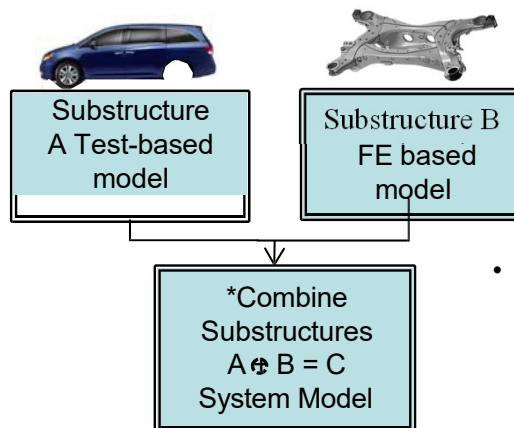 Substructure
A Test-based
model
Substructure B
FE based
model
*Combine
Substructures
A ⊕ B = C
System Model